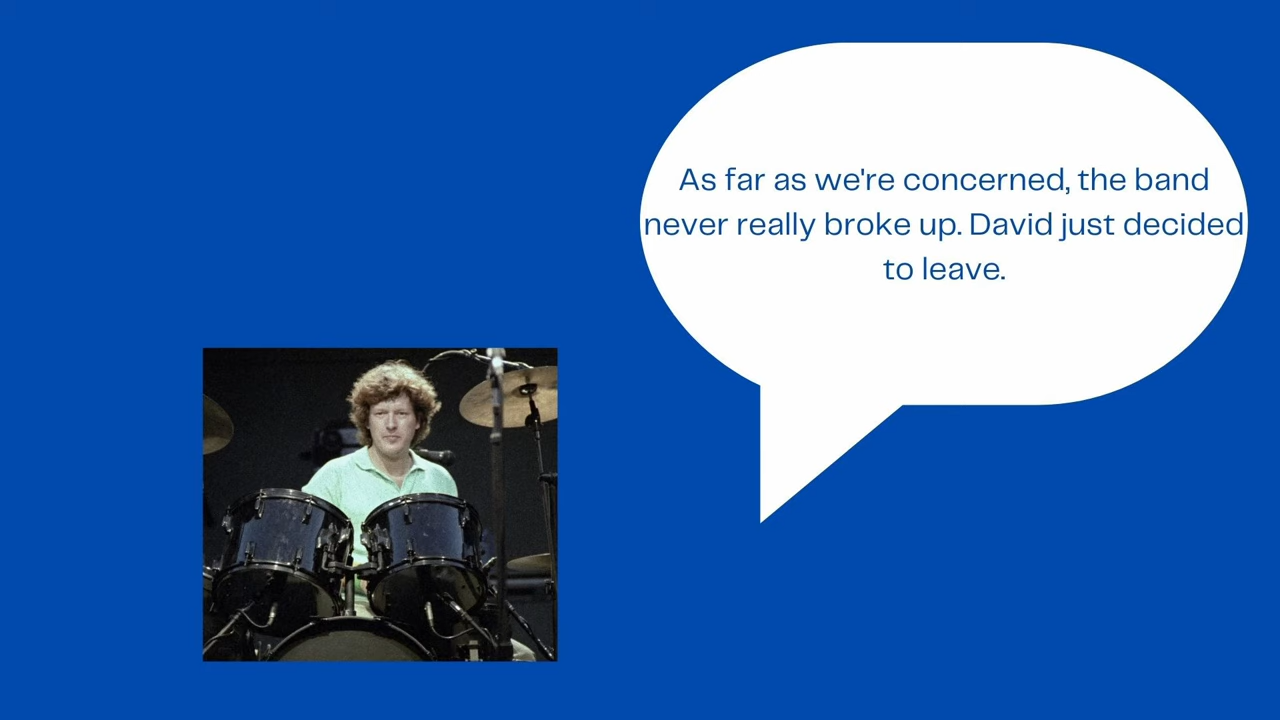 As far as we're concerned, the band
never really broke up. David just decided
to leave.